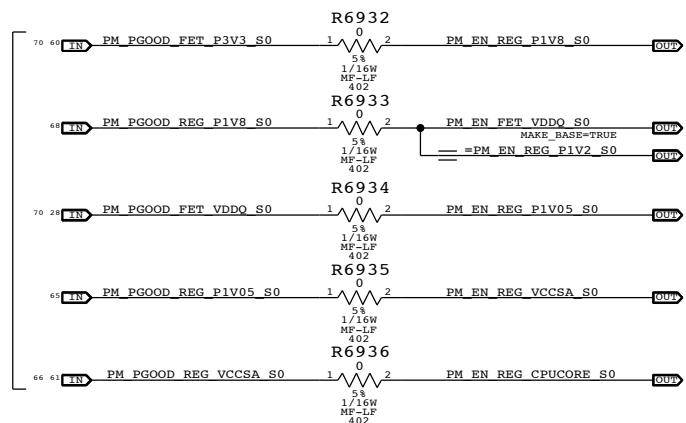 R6932
0
70 60 IN PM_PGOOD_FET_P3V3_S0 1 2 PM_EN_REG_P1V8_S0 OUT
5%
1/16W
MF-LF
402
R6933
0
68 IN PM_PGOOD_REG_P1V8_S0 1 2 PM_EN_FET_VDDQ_S0 OUT
5%
MAKE_BASE=TRUE
1/16W
MF-LF
=PM_EN_REG_P1V2_S0 OUT
402
R6934
0
70 28 IN PM_PGOOD_FET_VDDQ_S0 1 2 PM_EN_REG_P1V05_S0 OUT
5%
1/16W
MF-LF
402
R6935
0
65 IN PM_PGOOD_REG_P1V05_S0 1 2 PM_EN_REG_VCCSA_S0 OUT
5%
1/16W
MF-LF
402
R6936
0
66 61 IN PM_PGOOD_REG_VCCSA_S0 1 2 PM_EN_REG_CPUCORE_S0 OUT
5%
1/16W
MF-LF
402